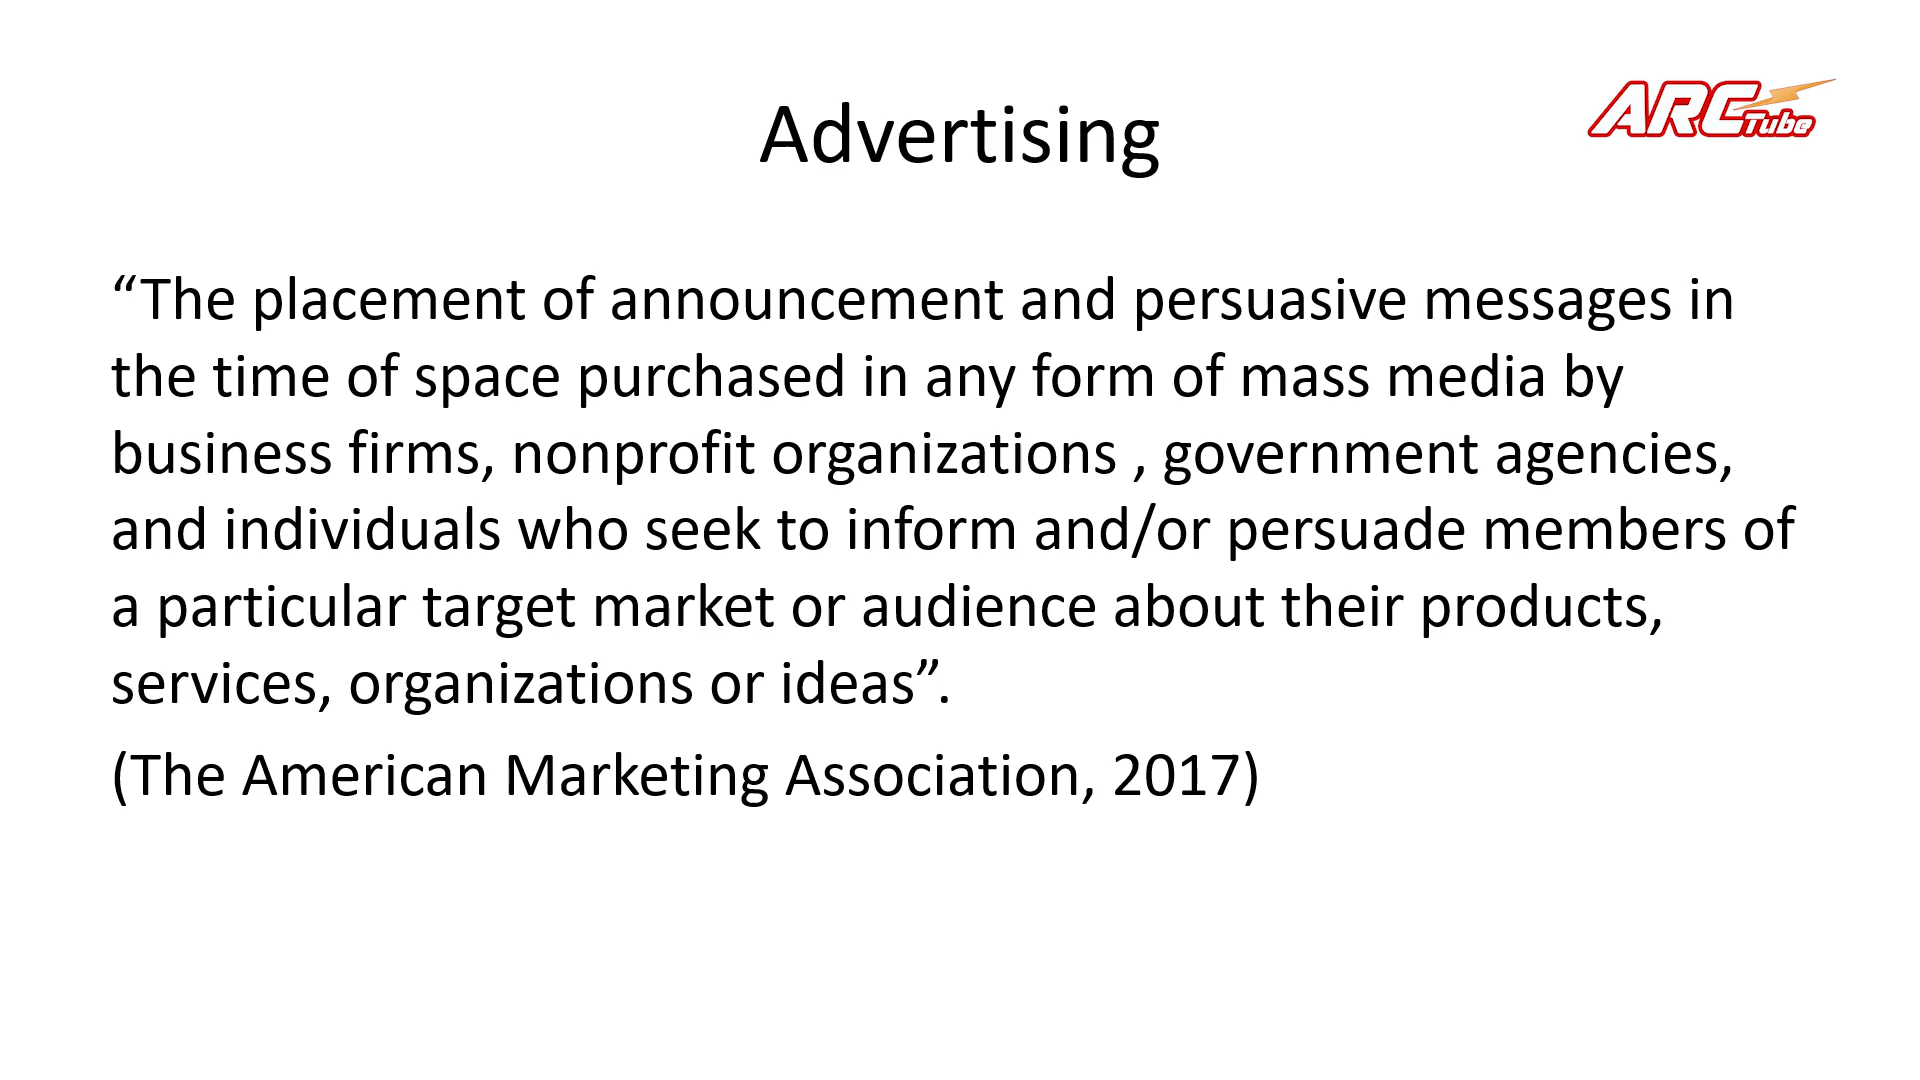 Advertising
ARC Tube
“The placement of announcement and persuasive messages in
the time of space purchased in any form of mass media by
business firms, nonprofit organizations , government agencies,
and individuals who seek to inform and/or persuade members of
a particular target market or audience about their products,
services, organizations or ideas”.
(The American Marketing Association, 2017)